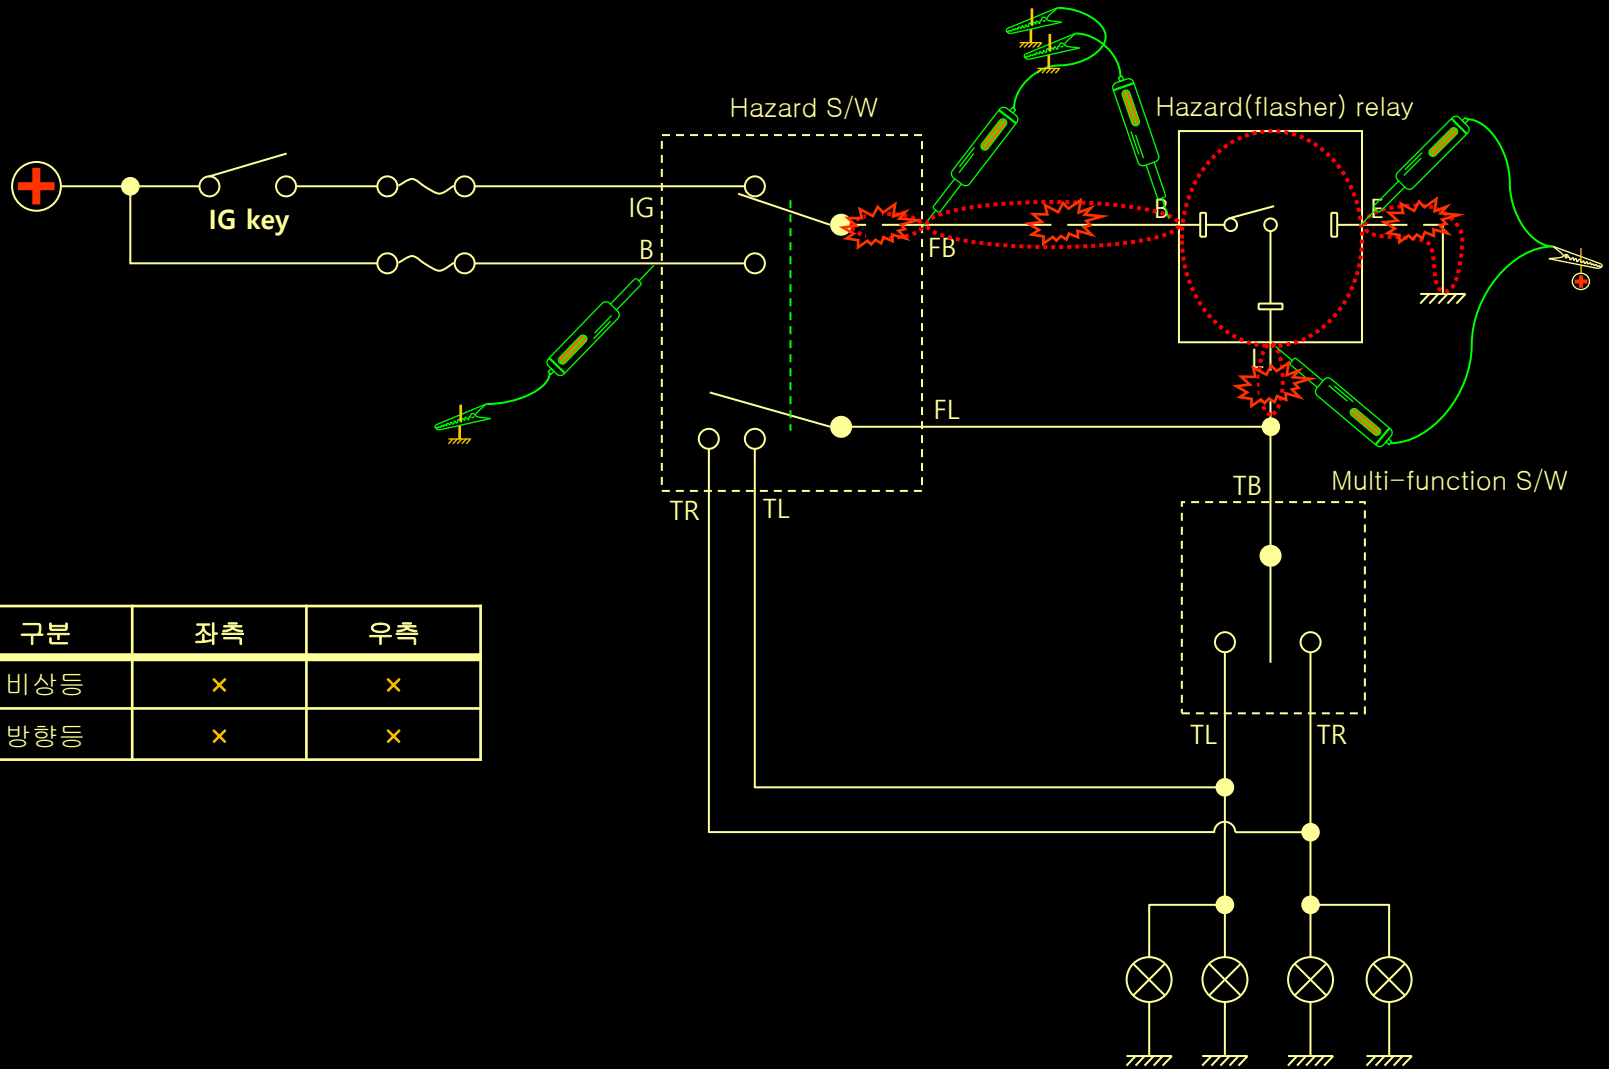 Hazard S/W
Hazard(flasher) relay
IG key
IG
B
FB
B
E
L
FL
TB
Multi-function S/W
TR
TL
TL
TR
구분 좌측 우측
비상등 × ×
방향등 × ×